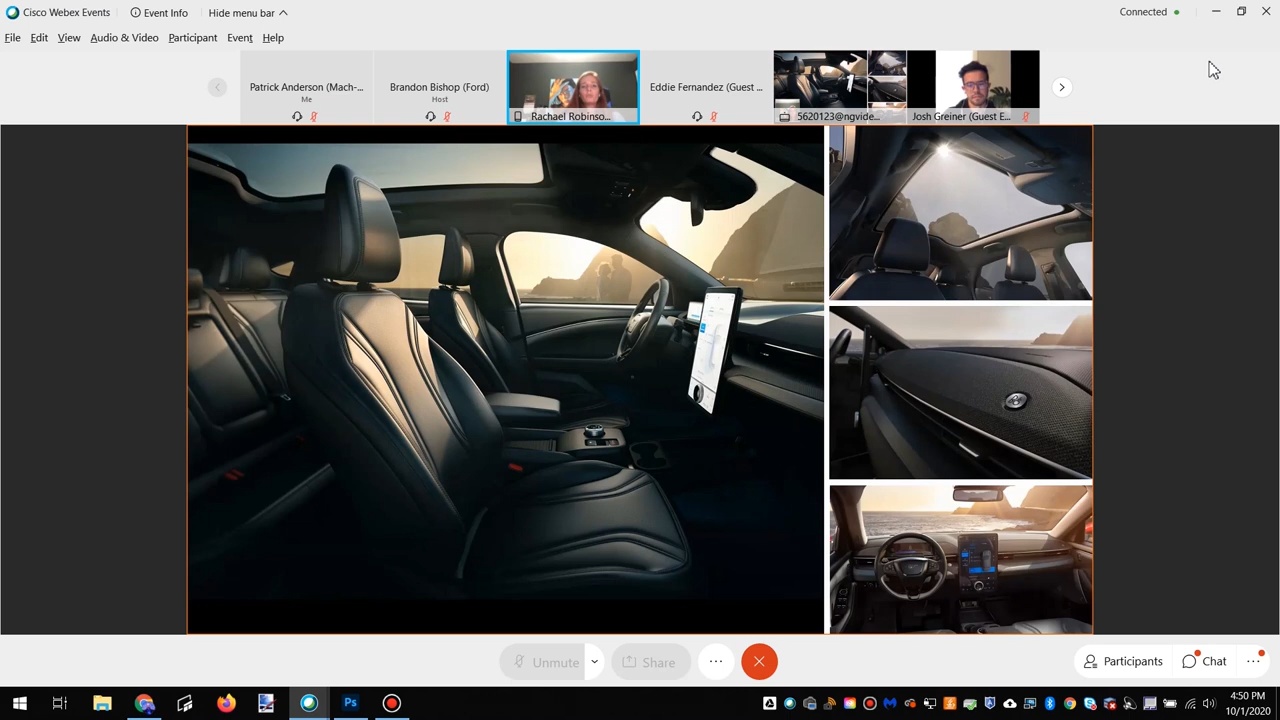 Cisco Webex Events
Event Info
Hide menu bar
Connected
File Edit View Audio & Video Participant Event Help
Patrick Anderson (Mach-...
Me
Brandon Bishop (Ford)
Host
Rachael Robinso...
Eddie Fernandez (Guest ...
5620123@ngvide...
Josh Greiner (Guest E...
Unmute
Share
Participants
Chat
Ps
4:50 PM
10/1/2020